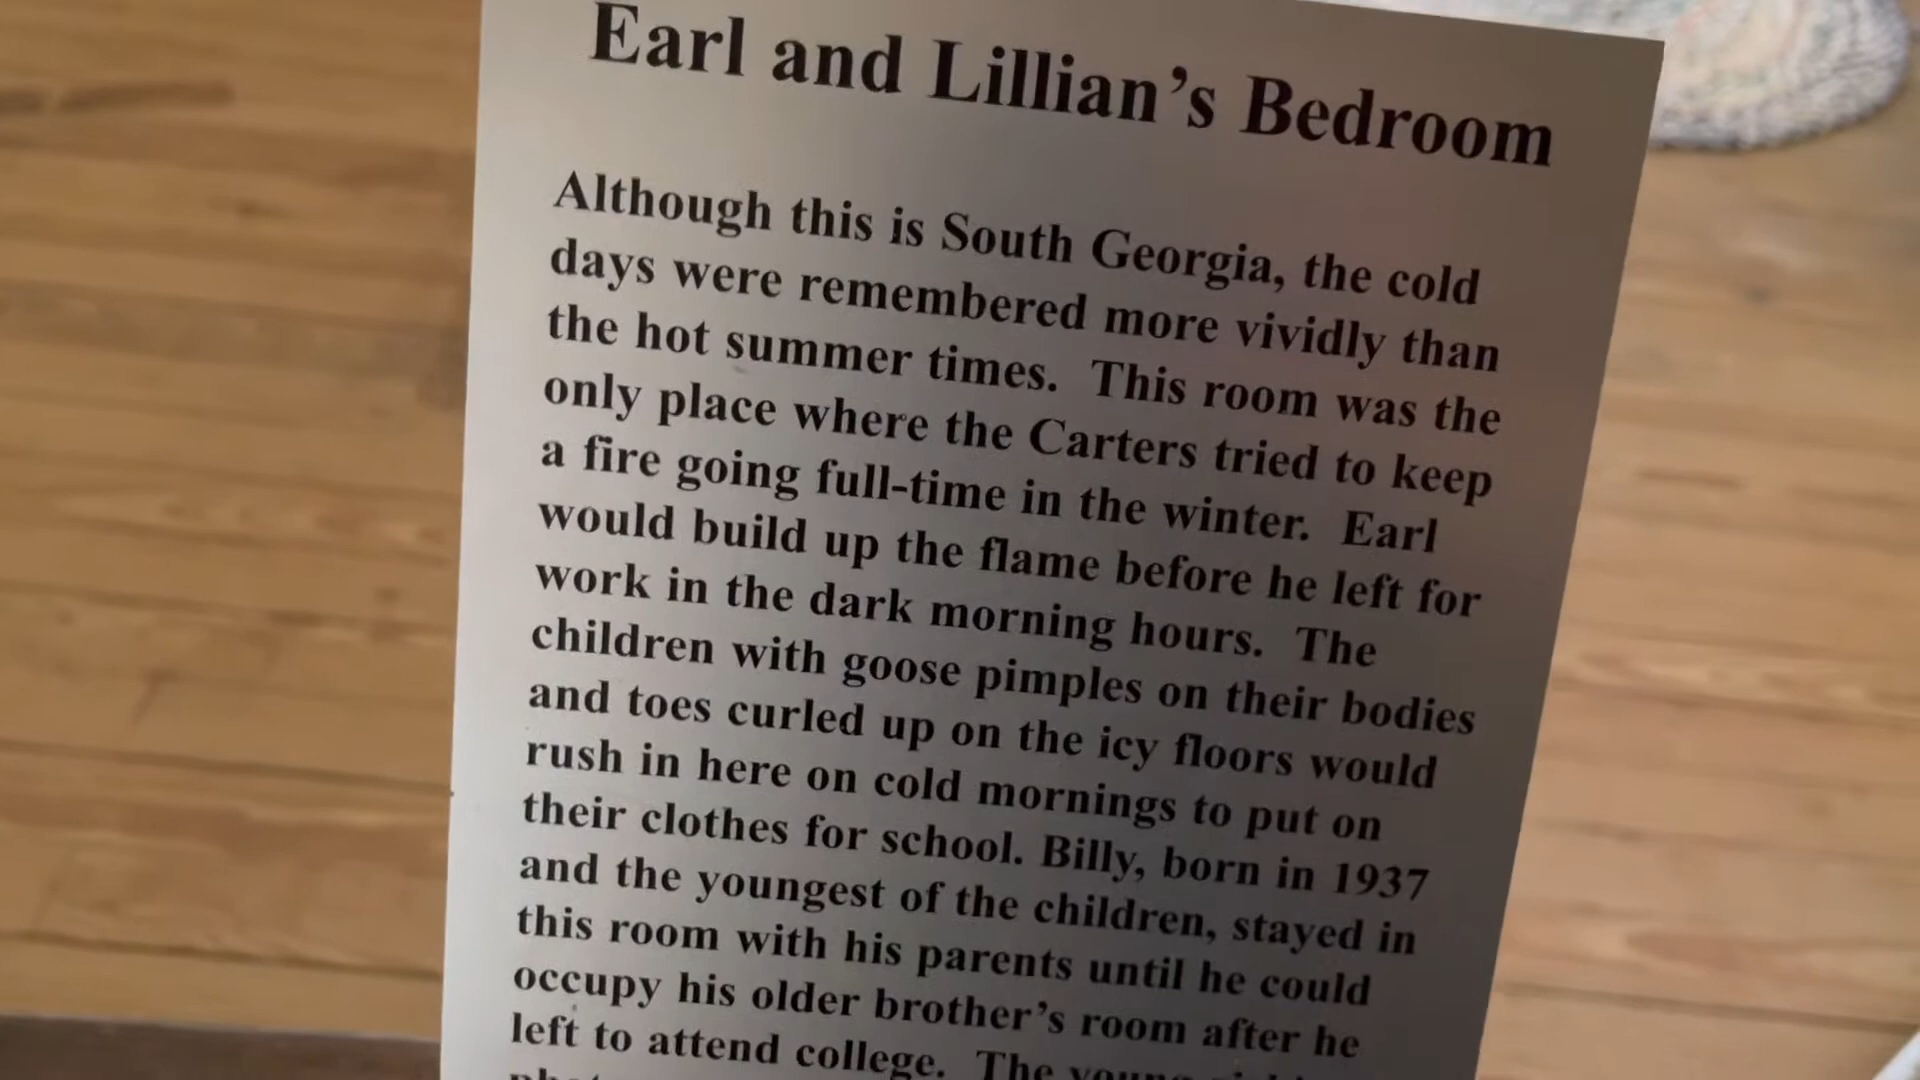 Earl and Lillian's Bedroom
Although this is South Georgia, the cold
days were remembered more vividly than
the hot summer times. This room was the
only place where the Carters tried to keep
a fire going full-time in the winter. Earl
would build up the flame before he left for
work in the dark morning hours. The
children with goose pimples on their bodies
and toes curled up on the icy floors would
rush in here on cold mornings to put on
their clothes for school. Billy, born in 1937
and the youngest of the children, stayed in
this room with his parents until he could
occupy his older brother's room after he
left to attend college. The